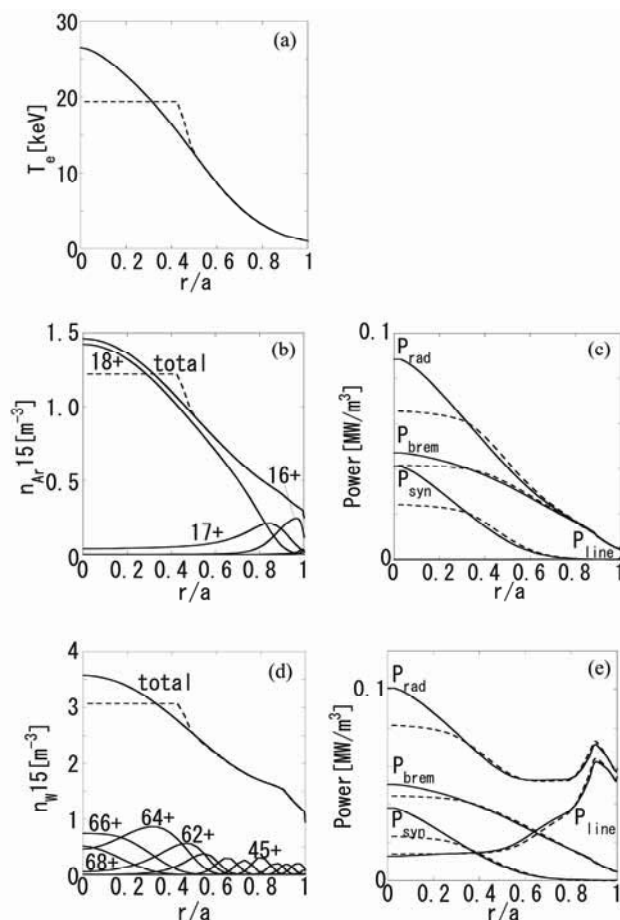 (a)
30
20
10
0
T_e [keV]
0 0.2 0.4 0.6 0.8 1
r/a
(b)
1.5
1.0
0.5
0
n_Ar 15[m^-3]
18+
total
16+
17+
0 0.2 0.4 0.6 0.8 1
r/a
(c)
0.1
0
Power [MW/m^3]
P_rad
P_brem
P_syn
P_line
0 0.2 0.4 0.6 0.8 1
r/a
(d)
4
3
2
1
0
n_W 15[m^-3]
total
66+
64+
62+
68+
45+
0 0.2 0.4 0.6 0.8 1
r/a
(e)
0.1
0
Power [MW/m^3]
P_rad
P_brem
P_syn
P_line
0 0.2 0.4 0.6 0.8 1
r/a